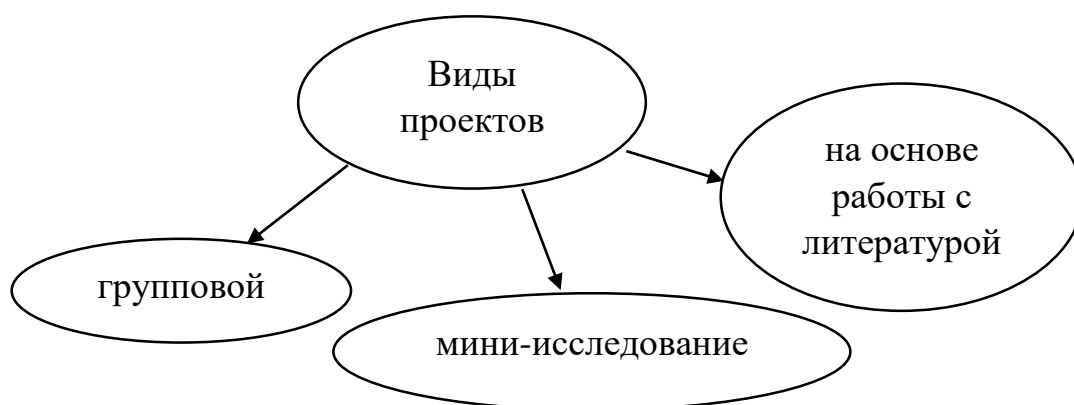 Виды
проектов
на основе
работы с
литературой
групповой
мини-исследование